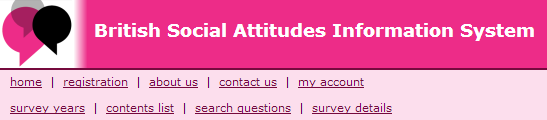 British Social Attitudes Information System
home | registration | about us | contact us | my account
survey years | contents list | search questions | survey details